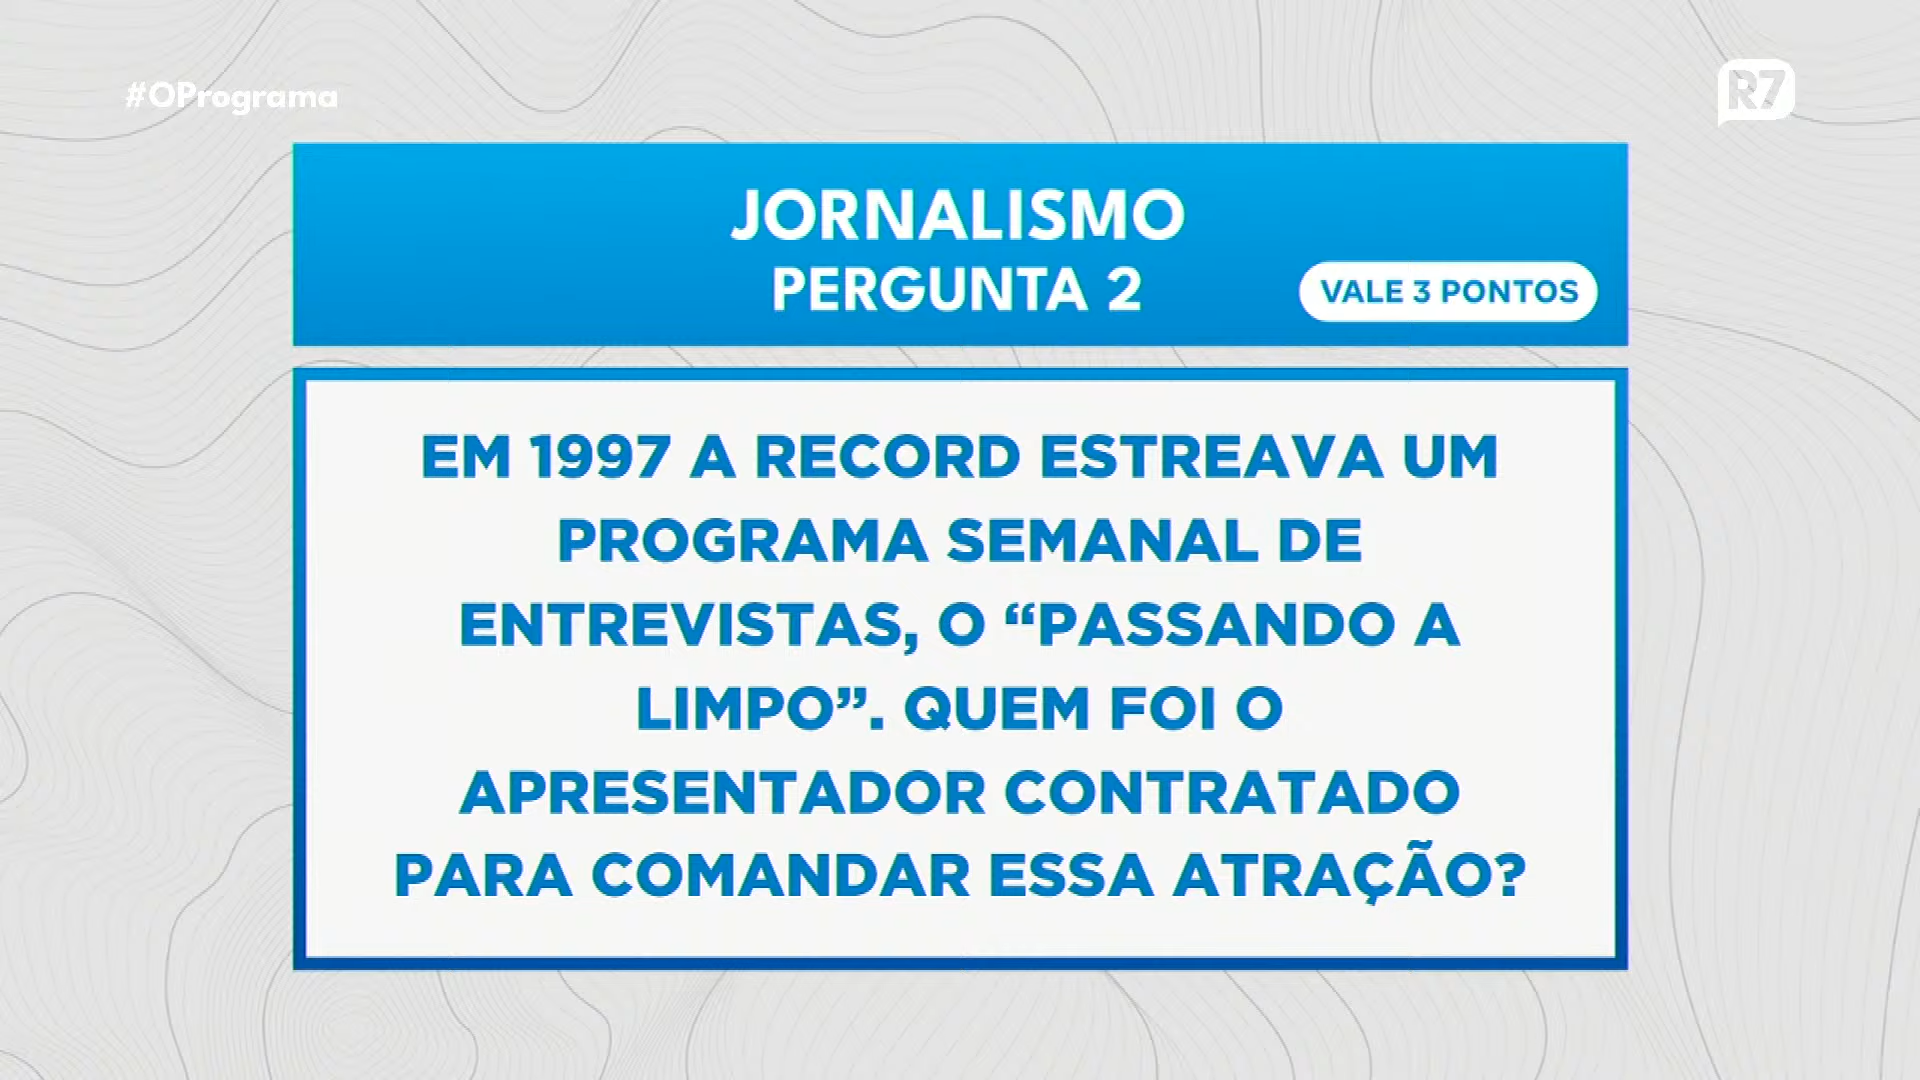 #OPrograma
R7
JORNALISMO
PERGUNTA 2
VALE 3 PONTOS
EM 1997 A RECORD ESTREAVA UM
PROGRAMA SEMANAL DE
ENTREVISTAS, O “PASSANDO A
LIMPO”. QUEM FOI O
APRESENTADOR CONTRATADO
PARA COMANDAR ESSA ATRAÇÃO?